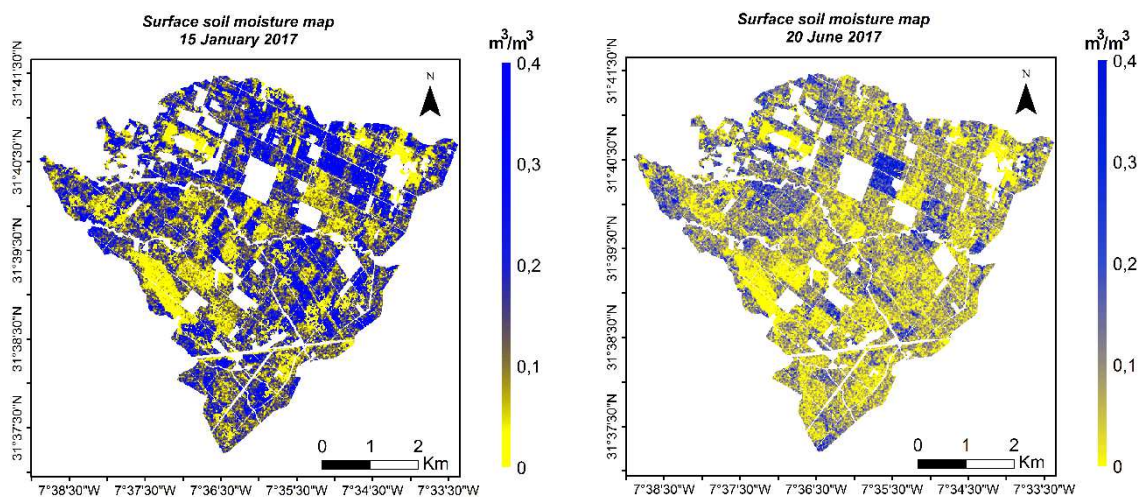 Surface soil moisture map
15 January 2017
m3/m3
0,4
0,3
0,2
0,1
0
N
31°41'30"N
31°40'30"N
31°39'30"N
31°38'30"N
31°37'30"N
0 1 2
Km
7°38'30"W 7°37'30"W 7°36'30"W 7°35'30"W 7°34'30"W 7°33'30"W
Surface soil moisture map
20 June 2017
m3/m3
0,4
0,3
0,2
0,1
0
N
31°41'30"N
31°40'30"N
31°39'30"N
31°38'30"N
31°37'30"N
0 1 2
Km
7°38'30"W 7°37'30"W 7°36'30"W 7°35'30"W 7°34'30"W 7°33'30"W